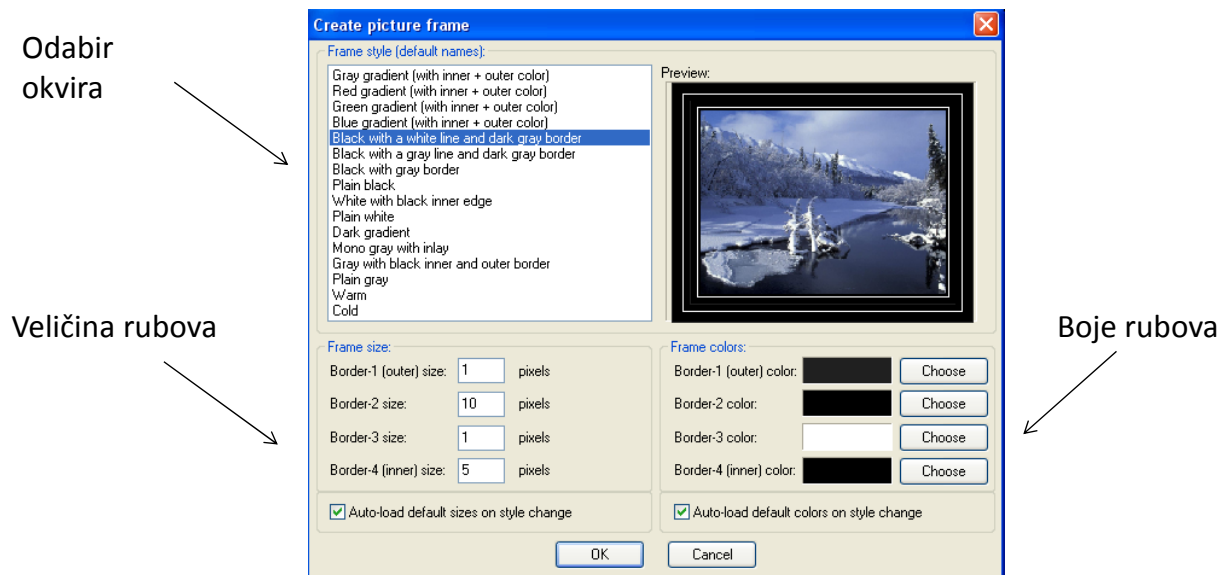 Create picture frame
Odabir
okvira
Frame style (default names):
Gray gradient (with inner + outer color)
Red gradient (with inner + outer color)
Green gradient (with inner + outer color)
Blue gradient (with inner + outer color)
Black with a white line and dark gray border
Black with a gray line and dark gray border
Black with gray border
Plain black
White with black inner edge
Plain white
Dark gradient
Mono gray with inlay
Gray with black inner and outer border
Plain gray
Warm
Cold
Preview:
Veličina rubova
Boje rubova
Frame size:
Border-1 (outer) size: 1 pixels
Border-2 size: 10 pixels
Border-3 size: 1 pixels
Border-4 (inner) size: 5 pixels
Auto-load default sizes on style change
Frame colors:
Border-1 (outer) color: Choose
Border-2 color: Choose
Border-3 color: Choose
Border-4 (inner) color: Choose
Auto-load default colors on style change
OK Cancel